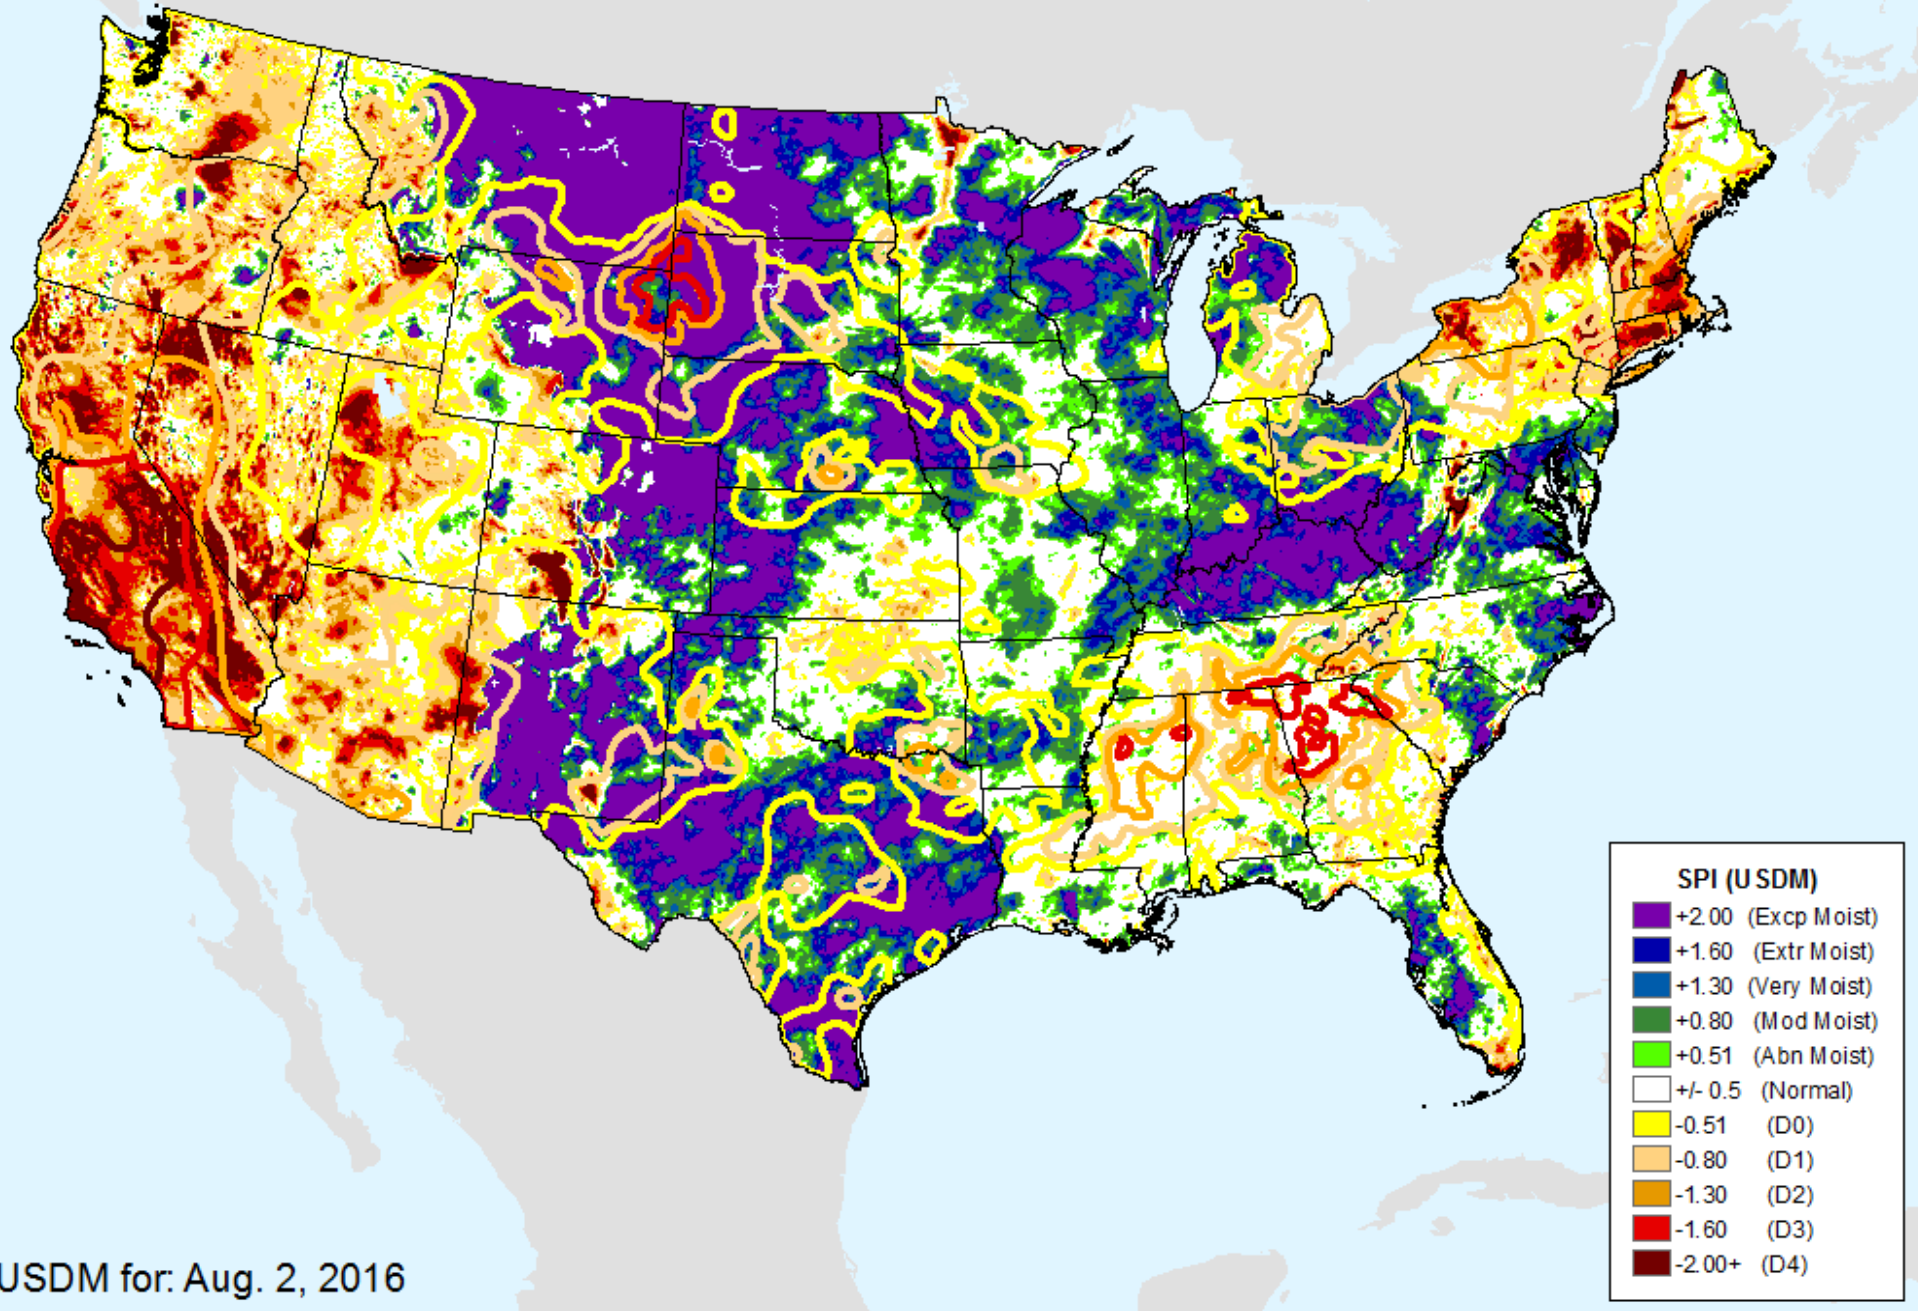 SPI (USDM)
+2.00 (Excp Moist)
+1.60 (Extr Moist)
+1.30 (Very Moist)
+0.80 (Mod Moist)
+0.51 (Abn Moist)
+/- 0.5 (Normal)
-0.51 (D0)
-0.80 (D1)
-1.30 (D2)
-1.60 (D3)
-2.00+ (D4)
USDM for: Aug. 2, 2016